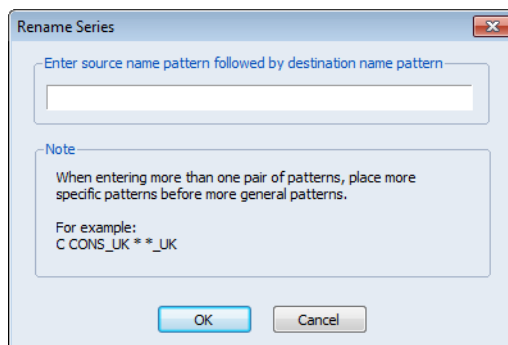 Rename Series
Enter source name pattern followed by destination name pattern
Note
When entering more than one pair of patterns, place more
specific patterns before more general patterns.
For example:
C CONS_UK * *_UK
OK
Cancel